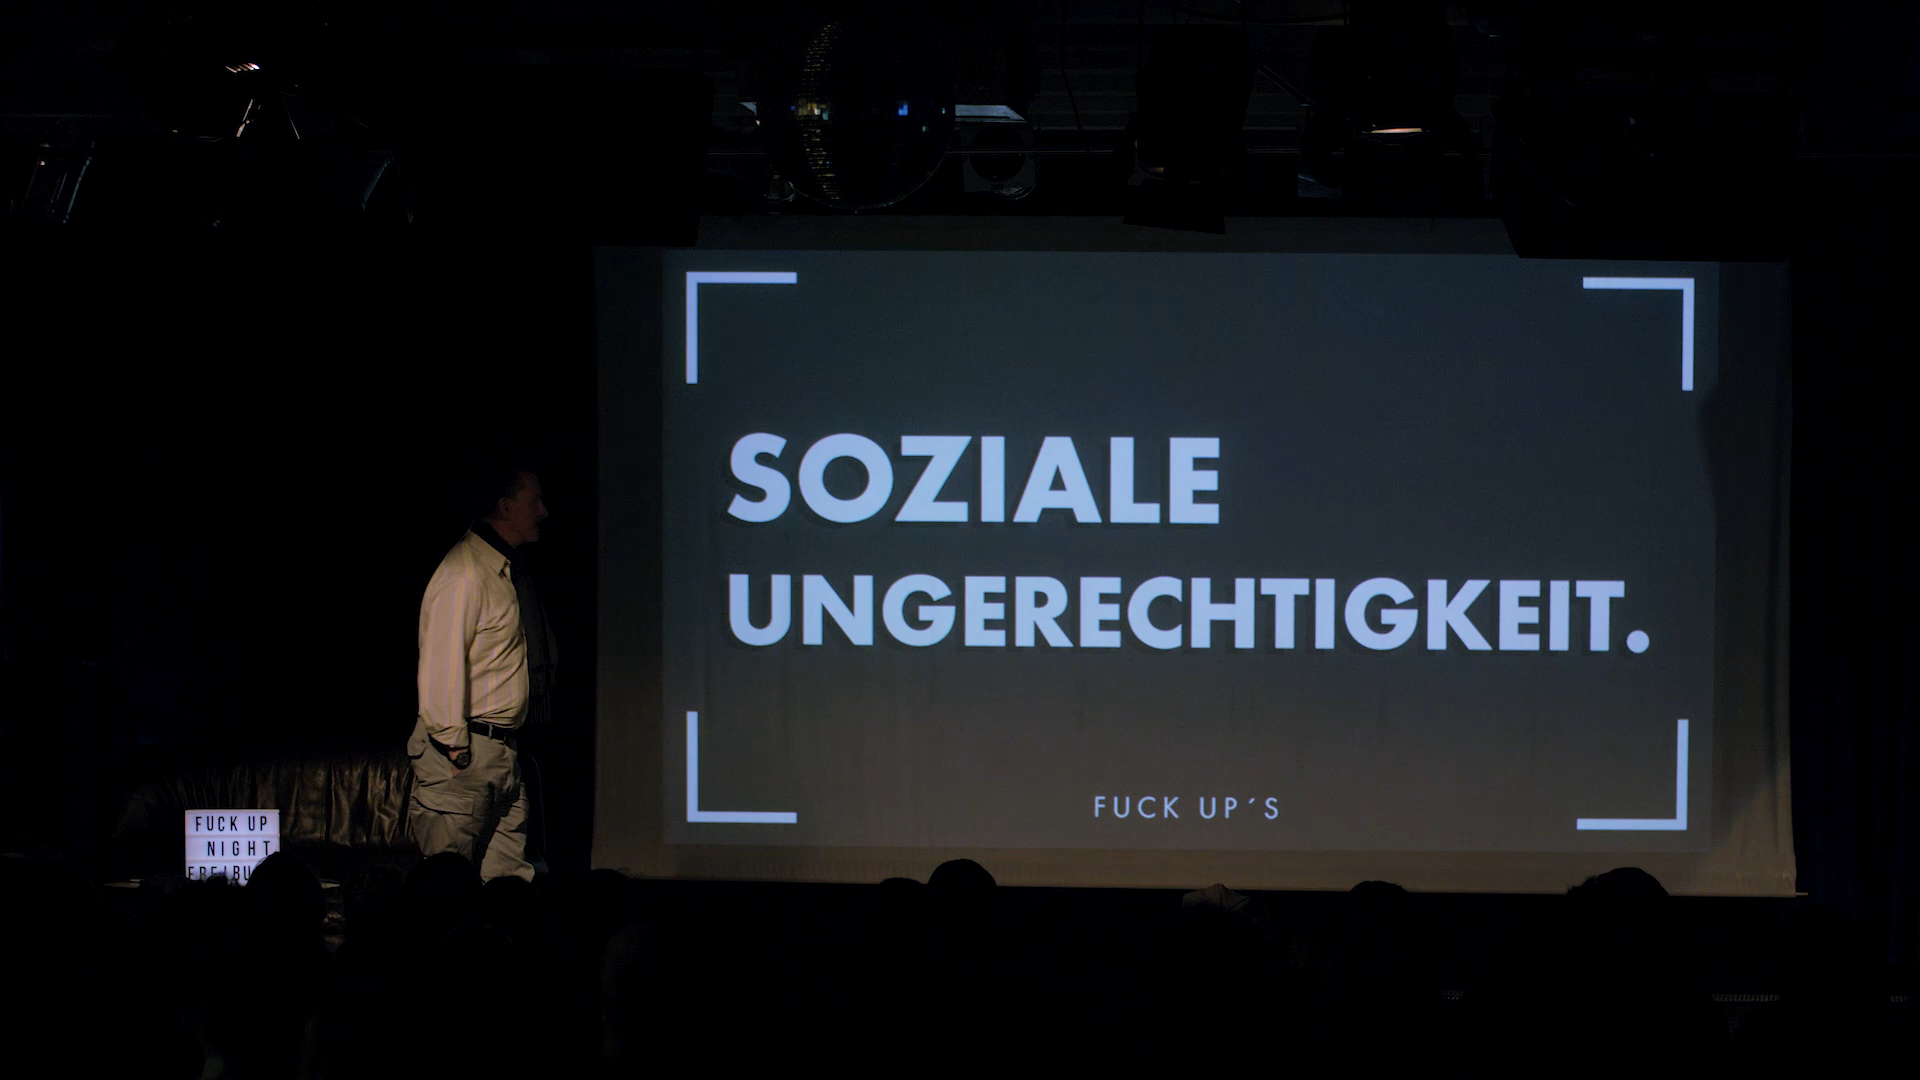 SOZIALE
UNGERECHTIGKEIT.
FUCK UP´S
FUCK UP
NIGHT